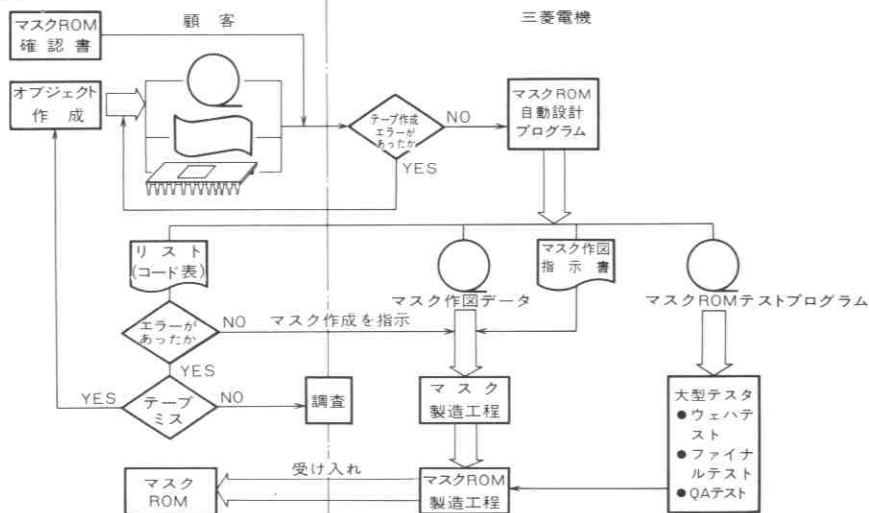 顧客
三菱電機
マスクROM
確認書
オブジェクト
作成
テープ作成
エラーが
あったか
NO
YES
マスクROM
自動設計
プログラム
リスト
(コード表)
マスク作図データ
マスク作図
指示書
マスクROMテストプログラム
エラーが
あったか
NO
マスク作成を指示
YES
テープ
ミス
YES
NO
調査
マスク
製造工程
大型テスタ
●ウェハテ
スト
●ファイナ
ルテスト
●QAテスト
マスク
ROM
受け入れ
マスクROM
製造工程